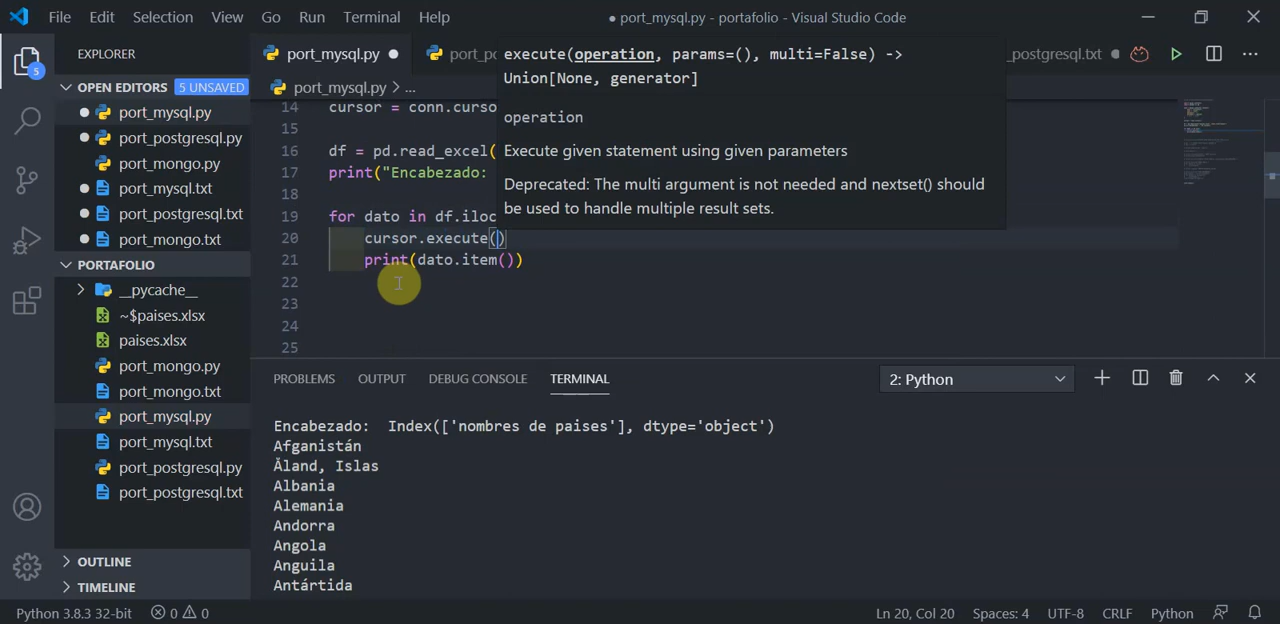 File Edit Selection View Go Run Terminal Help
● port_mysql.py - portafolio - Visual Studio Code
EXPLORER
OPEN EDITORS 5 UNSAVED
port_mysql.py
port_postgresql.py
port_mongo.py
port_mysql.txt
port_postgresql.txt
port_mongo.txt
PORTAFOLIO
__pycache__
~$paises.xlsx
paises.xlsx
port_mongo.py
port_mongo.txt
port_mysql.py
port_mysql.txt
port_postgresql.py
port_postgresql.txt
OUTLINE
TIMELINE
5
port_mysql.py ●
port_po
_postgresql.txt ●
port_mysql.py > ...
execute(operation, params=(), multi=False) ->
Union[None, generator]
operation
Execute given statement using given parameters
Deprecated: The multi argument is not needed and nextset() should
be used to handle multiple result sets.
14 cursor = conn.curso
15
16 df = pd.read_excel(
17 print("Encabezado:
18
19 for dato in df.iloc
20 cursor.execute()
21 print(dato.item())
22
23
24
25
PROBLEMS OUTPUT DEBUG CONSOLE TERMINAL
2: Python
Encabezado: Index(['nombres de paises'], dtype='object')
Afganistán
Åland, Islas
Albania
Alemania
Andorra
Angola
Anguila
Antártida
Python 3.8.3 32-bit 0 0 Ln 20, Col 20 Spaces: 4 UTF-8 CRLF Python